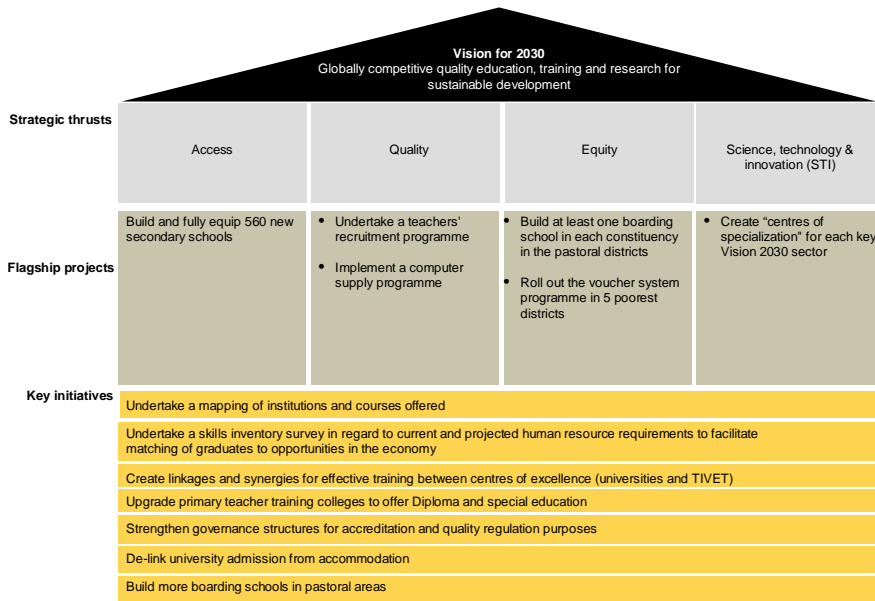 Vision for 2030
Globally competitive quality education, training and research for
sustainable development
Strategic thrusts
Access
Quality
Equity
Science, technology &
innovation (STI)
Flagship projects
Build and fully equip 560 new
secondary schools
• Undertake a teachers’
recruitment programme
• Implement a computer
supply programme
• Build at least one boarding
school in each constituency
in the pastoral districts
• Roll out the voucher system
programme in 5 poorest
districts
• Create “centres of
specialization” for each key
Vision 2030 sector
Key initiatives
Undertake a mapping of institutions and courses offered
Undertake a skills inventory survey in regard to current and projected human resource requirements to facilitate
matching of graduates to opportunities in the economy
Create linkages and synergies for effective training between centres of excellence (universities and TIVET)
Upgrade primary teacher training colleges to offer Diploma and special education
Strengthen governance structures for accreditation and quality regulation purposes
De-link university admission from accommodation
Build more boarding schools in pastoral areas